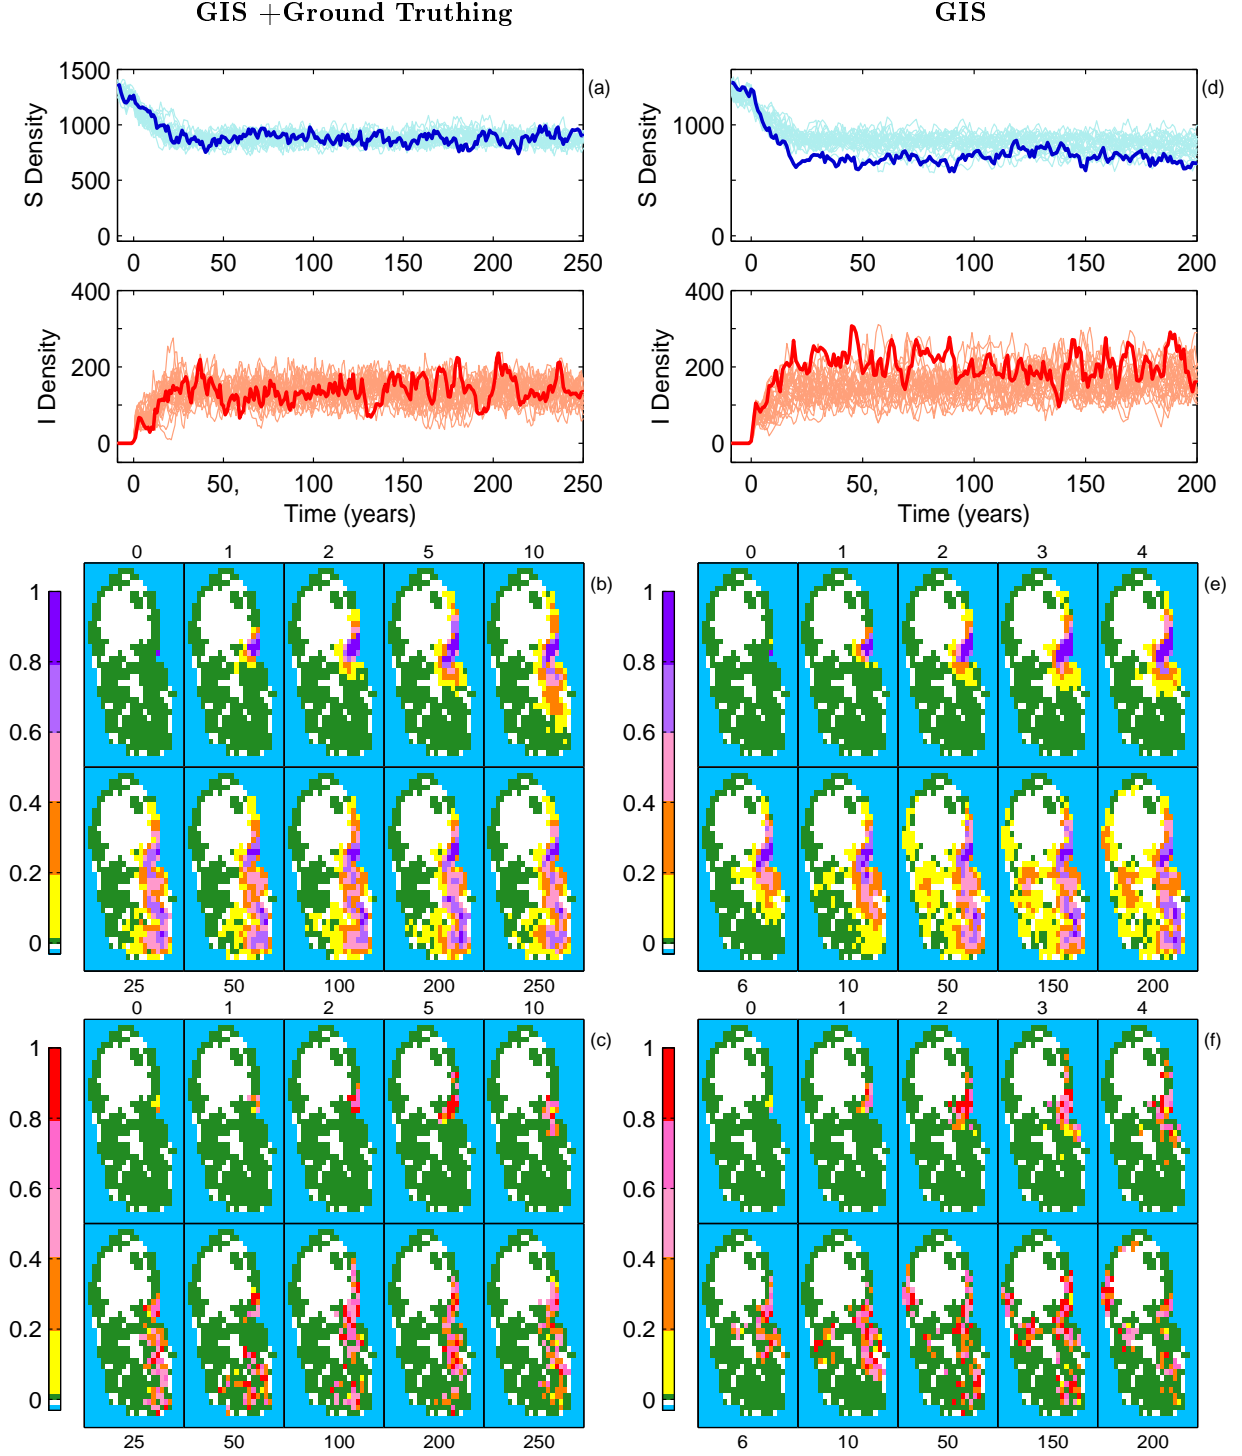 GIS +Ground Truthing
GIS
1500
1000
500
0
S Density
(a)
0 50 100 150 200 250
1000
500
0
S Density
(d)
0 50 100 150 200
400
200
0
I Density
0 50, 100 150 200 250
Time (years)
400
200
0
I Density
0 50, 100 150 200
Time (years)
0 1 2 5 10
(b)
1
0.8
0.6
0.4
0.2
0
25 50 100 200 250
0 1 2 3 4
(e)
1
0.8
0.6
0.4
0.2
0
6 10 50 150 200
0 1 2 5 10
(c)
1
0.8
0.6
0.4
0.2
0
25 50 100 200 250
0 1 2 3 4
(f)
1
0.8
0.6
0.4
0.2
0
6 10 50 150 200